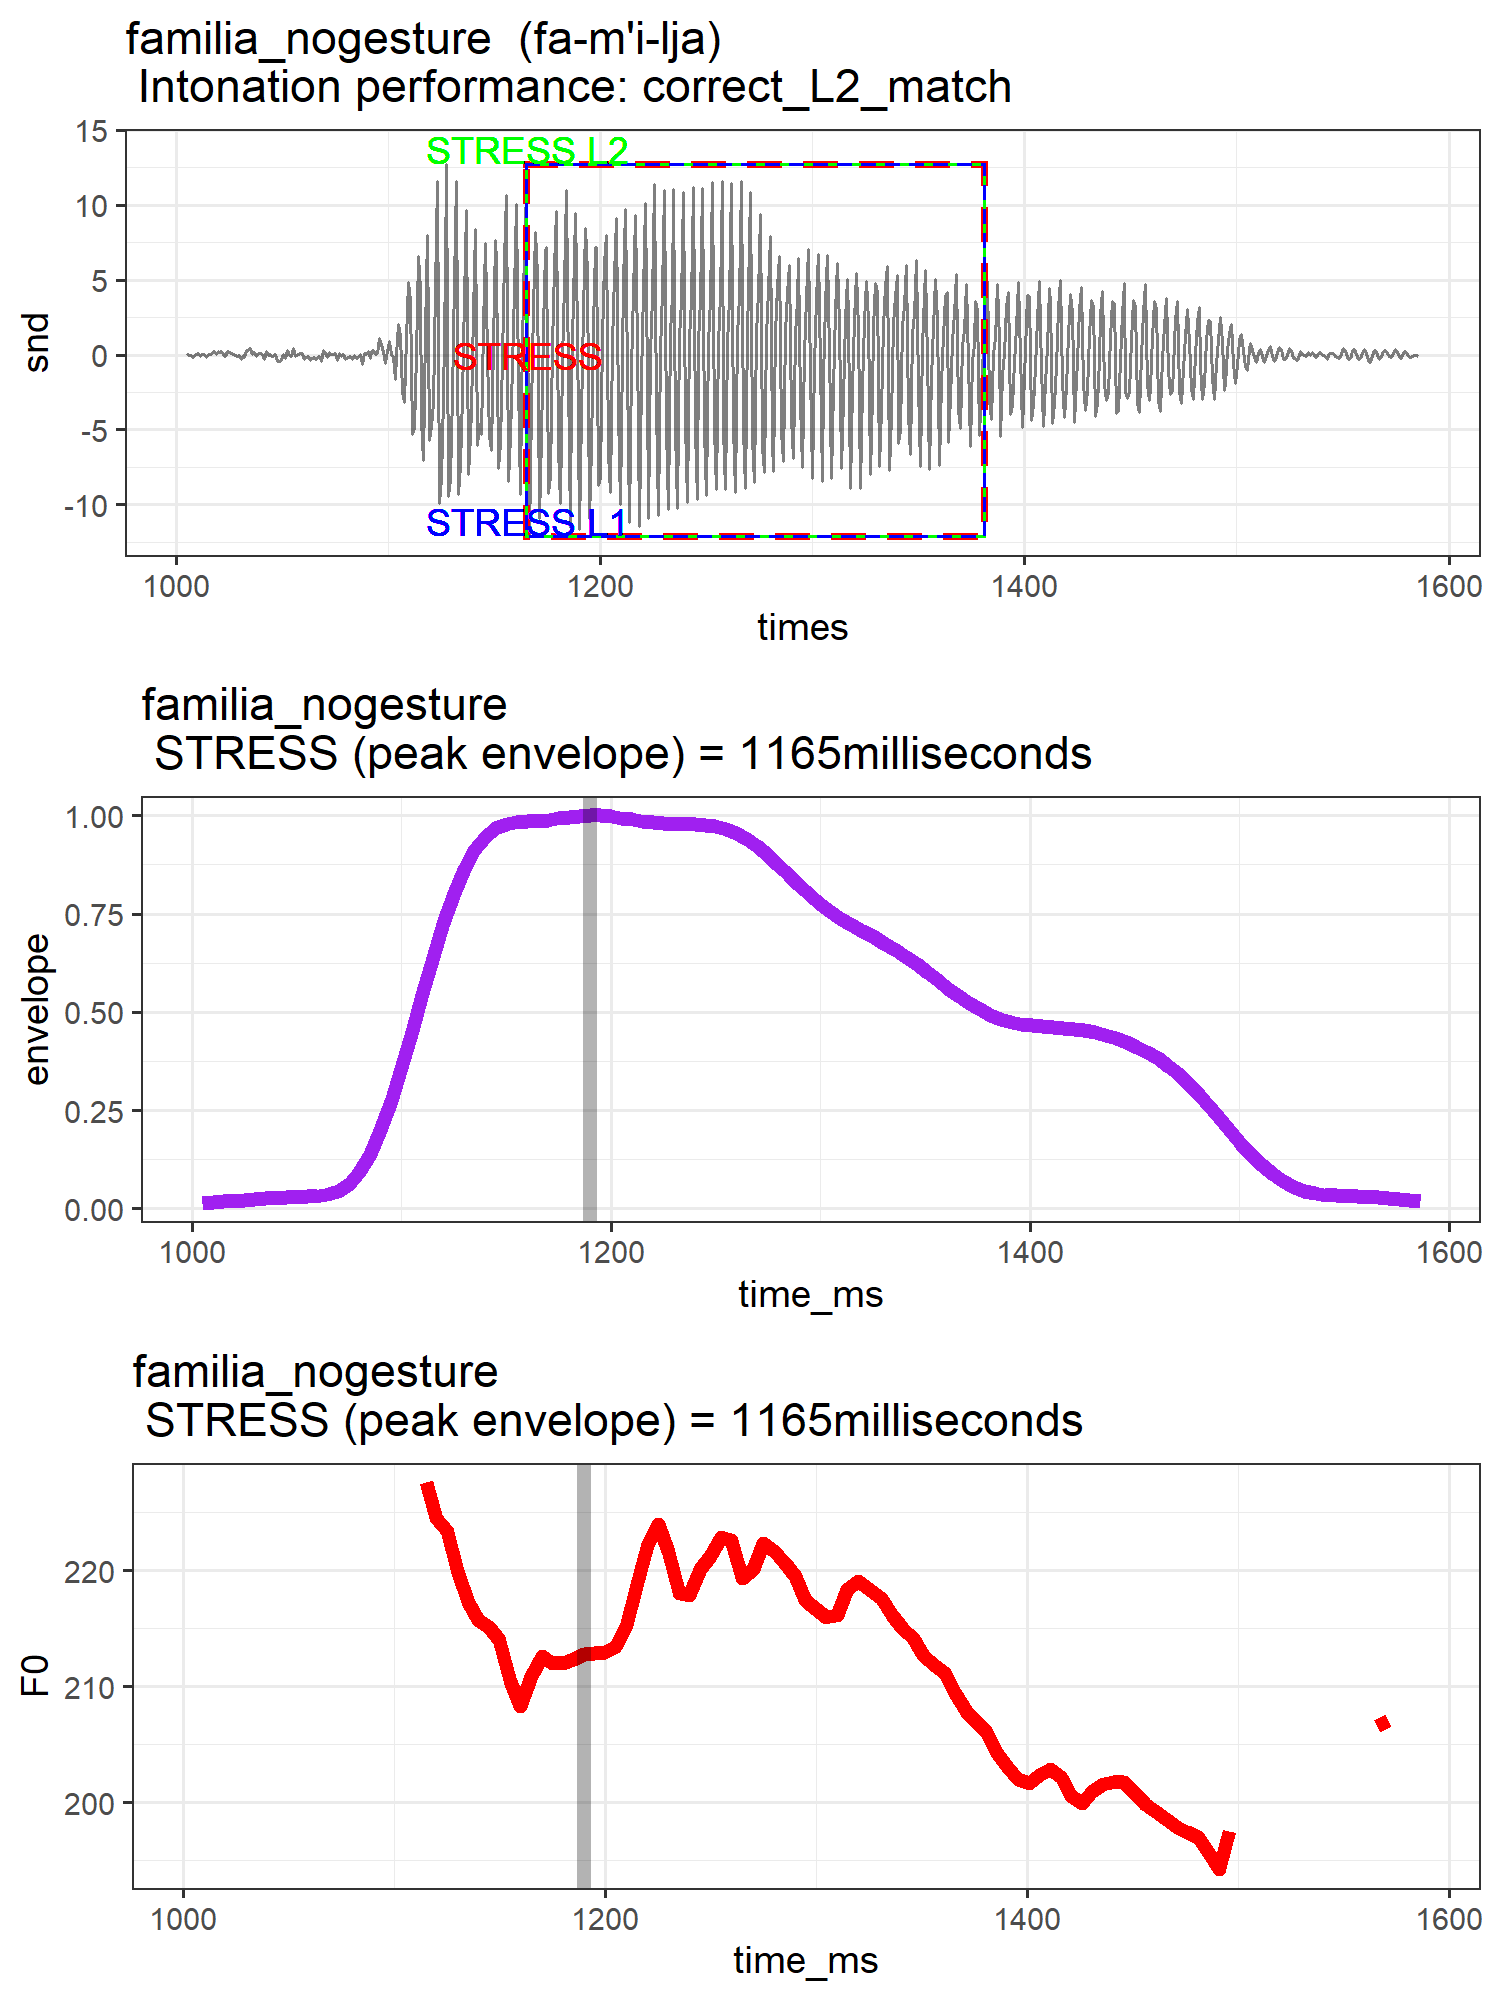 familia_nogesture  (fa-m'i-lja)
Intonation performance: correct_L2_match
15
10
5
0
-5
-10
snd
STRESS L2
STRESS
STRESS L1
1000 1200 1400 1600
times
familia_nogesture
STRESS (peak envelope) = 1165milliseconds
1.00
0.75
0.50
0.25
0.00
envelope
1000 1200 1400 1600
time_ms
familia_nogesture
STRESS (peak envelope) = 1165milliseconds
220
210
200
F0
1000 1200 1400 1600
time_ms